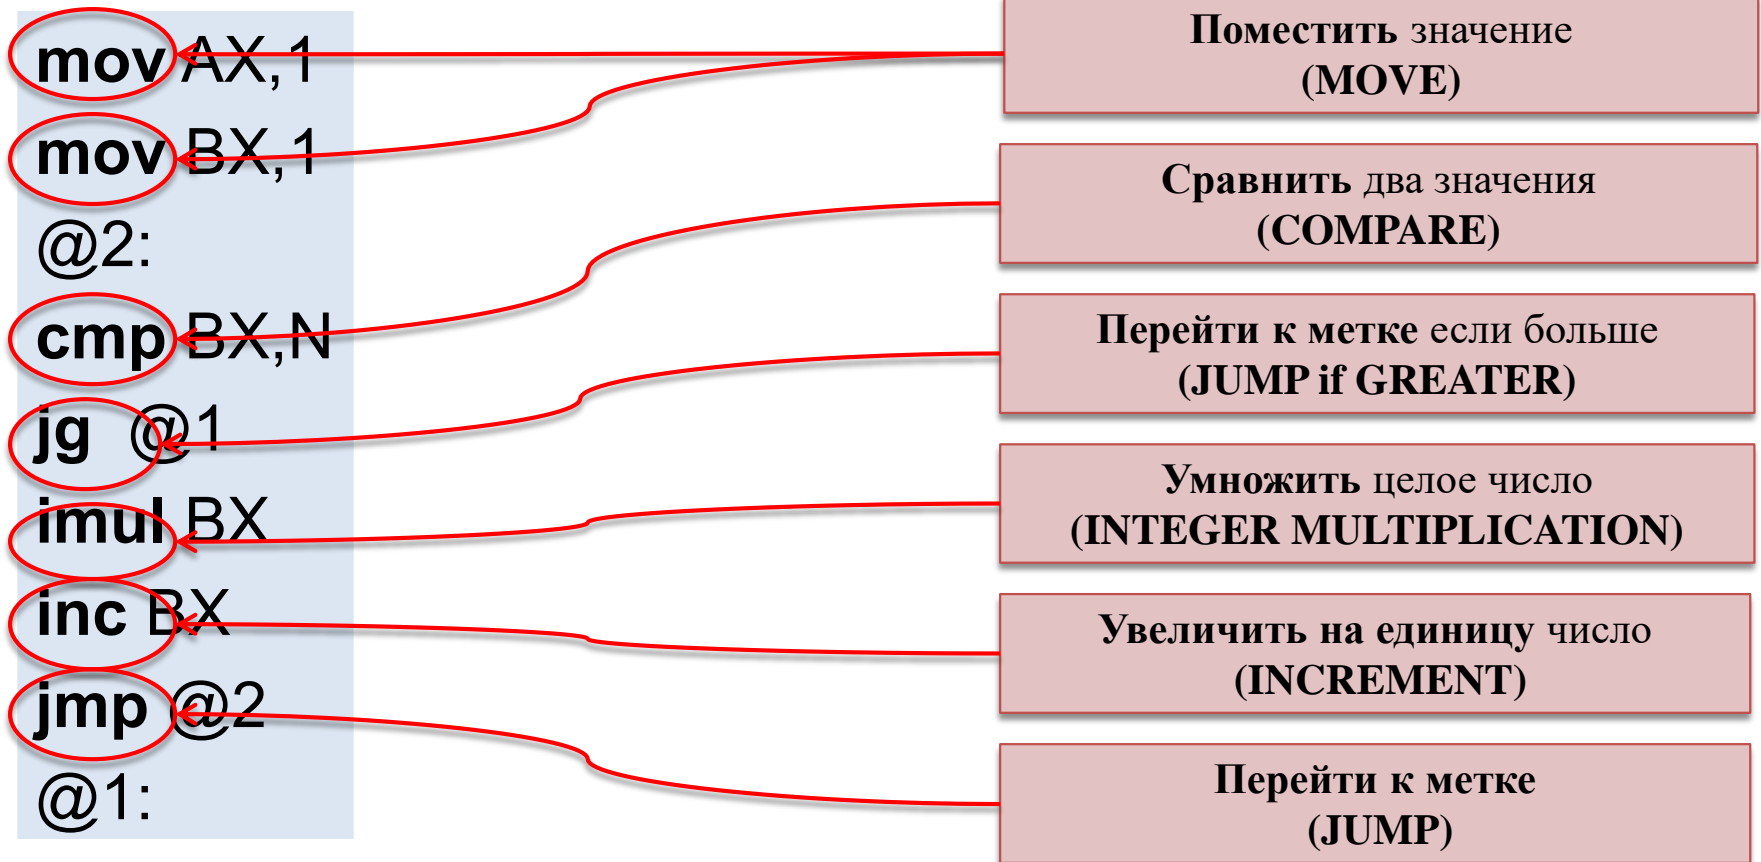 mov AX,1
mov BX,1
@2:
cmp BX,N
jg @1
imul BX
inc BX
jmp @2
@1:
Поместить значение
(MOVE)
Сравнить два значения
(COMPARE)
Перейти к метке если больше
(JUMP if GREATER)
Умножить целое число
(INTEGER MULTIPLICATION)
Увеличить на единицу число
(INCREMENT)
Перейти к метке
(JUMP)